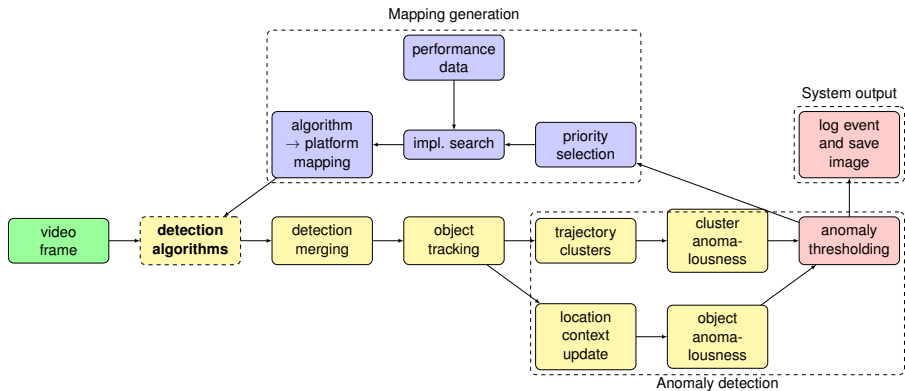 Mapping generation
performance
data
algorithm
→ platform
mapping
impl. search
priority
selection
System output
log event
and save
image
video
frame
detection
algorithms
detection
merging
object
tracking
trajectory
clusters
cluster
anoma-
lousness
anomaly
thresholding
location
context
update
object
anoma-
lousness
Anomaly detection